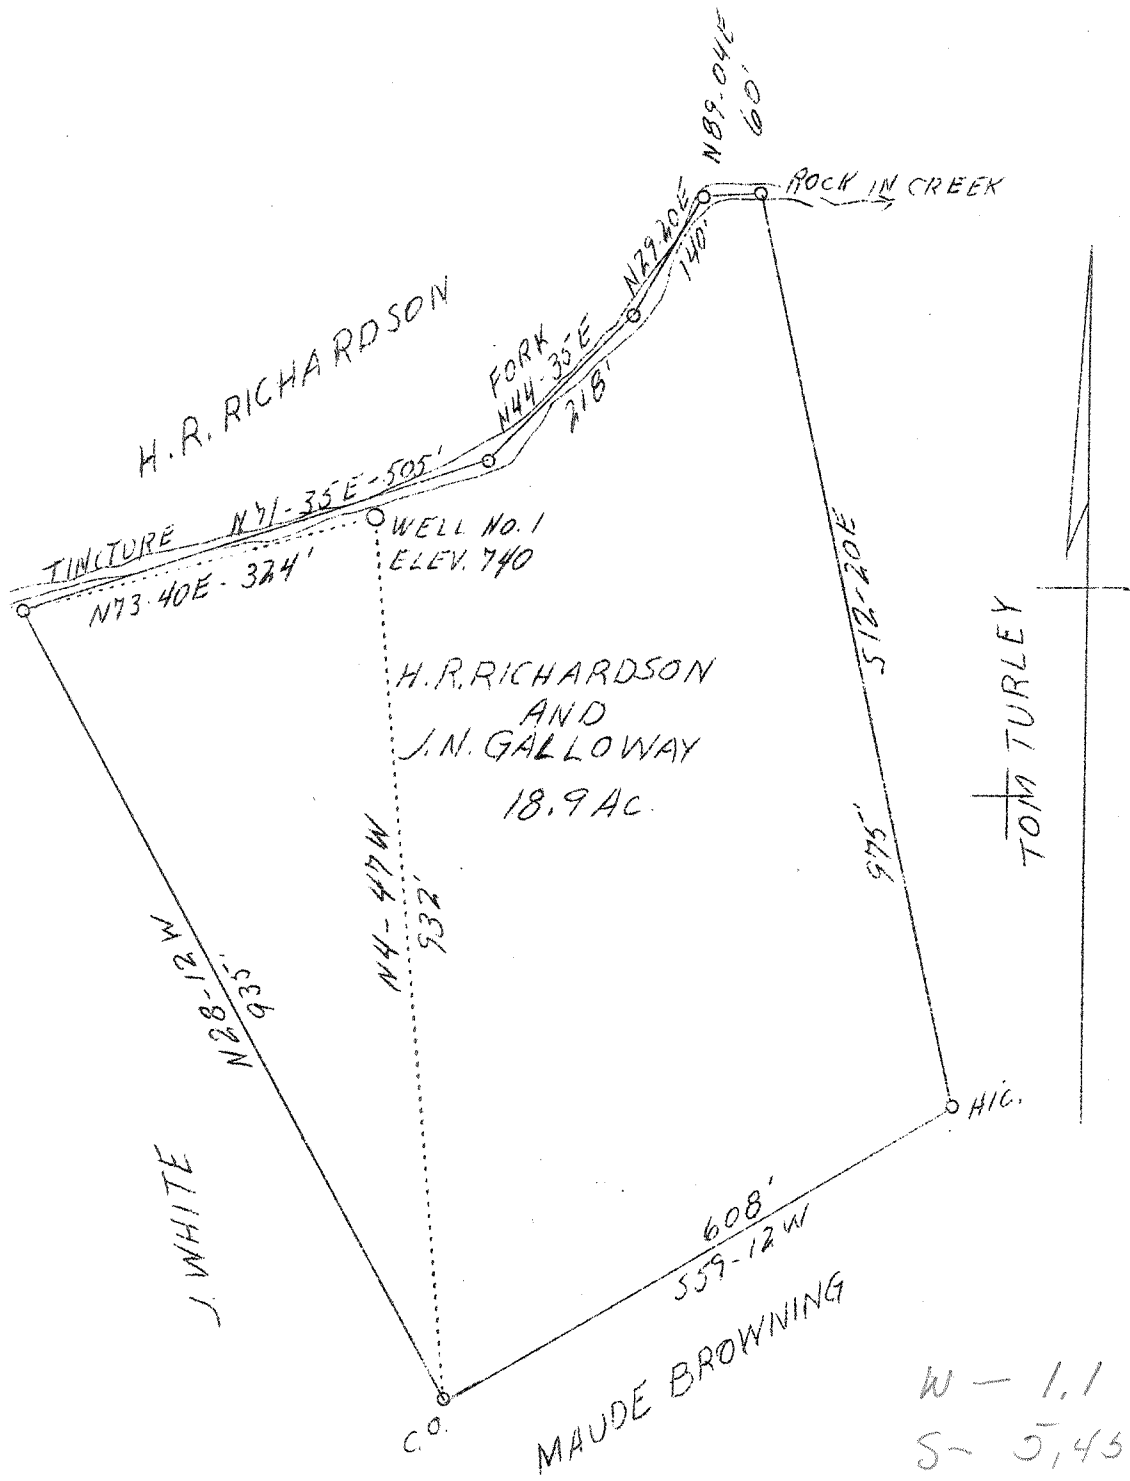 N89-04E
60'
ROCK IN CREEK
N29-20E
140'
H.R. RICHARDSON
FORK
N44-35E
218'
N71-35E-505'
TINCTURE
WELL NO. 1
ELEV. 740
N73-40E - 324'
H.R. RICHARDSON
AND
J.N. GALLOWAY
18.9 AC.
S12-20E
975'
TOM TURLEY
N4-47W
932'
N28-12W
935'
HIC.
J. WHITE
608'
S59-12W
C.O.
MAUDE BROWNING
W - 1.1
S - 5,45